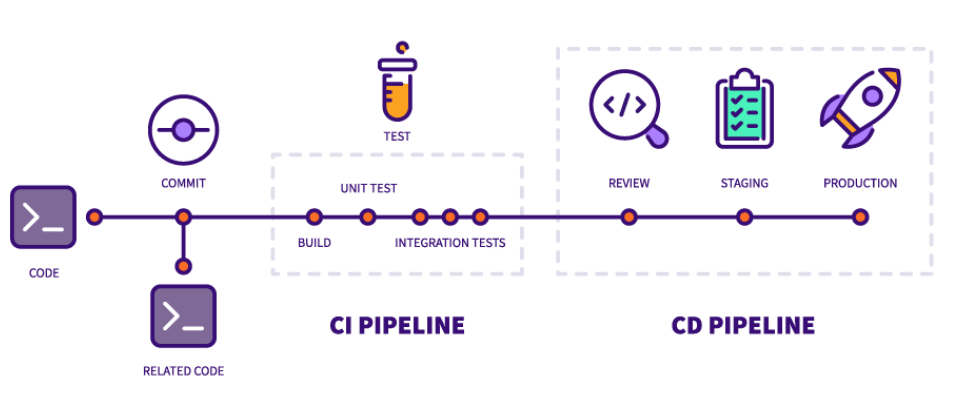 TEST
COMMIT
UNIT TEST
REVIEW
STAGING
PRODUCTION
BUILD
INTEGRATION TESTS
CODE
CI PIPELINE
CD PIPELINE
RELATED CODE